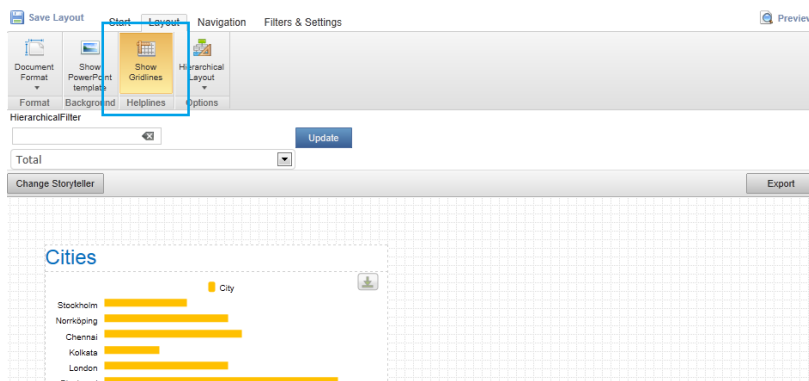 Save Layout Start Layout Navigation Filters & Settings Preview
Document Format
Show PowerPoint template
Show Gridlines
Hierarchical Layout
Format Background Helplines Options
HierarchicalFilter
Update
Total
Change Storyteller Export
Cities
City
Stockholm
Norrköping
Chennai
Kolkata
London